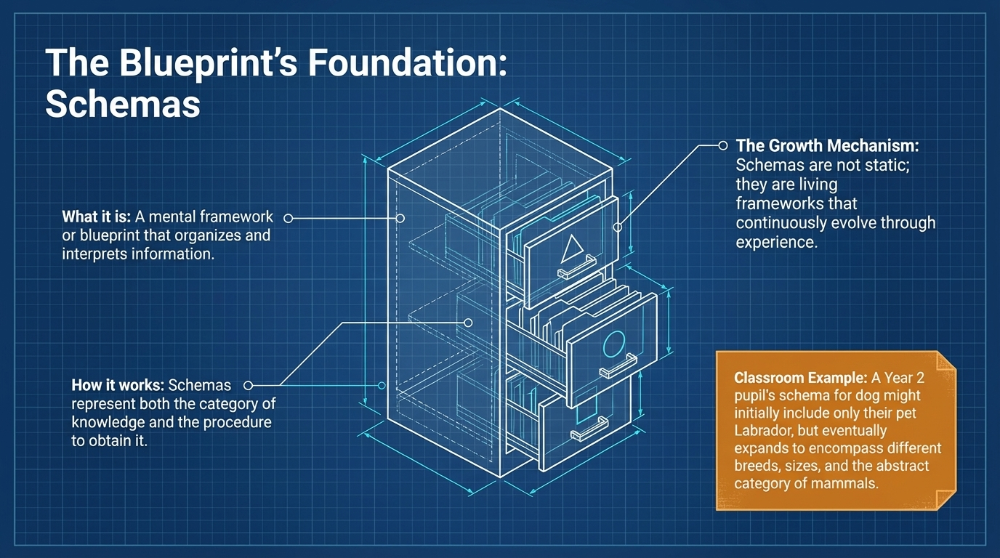 The Blueprint’s Foundation:
Schemas
What it is: A mental framework
or blueprint that organizes and
interprets information.
How it works: Schemas
represent both the category of
knowledge and the procedure
to obtain it.
The Growth Mechanism:
Schemas are not static;
they are living
frameworks that
continuously evolve through
experience.
Classroom Example: A Year 2
pupil's schema for dog might
initially include only their pet
Labrador, but eventually
expands to encompass different
breeds, sizes, and the abstract
category of mammals.